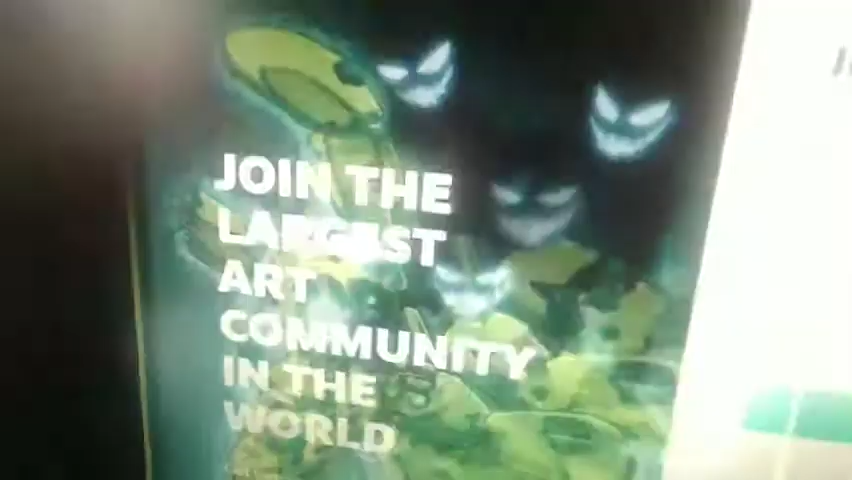 JOIN THE
LARGEST
ART
COMMUNITY
IN THE
WORLD